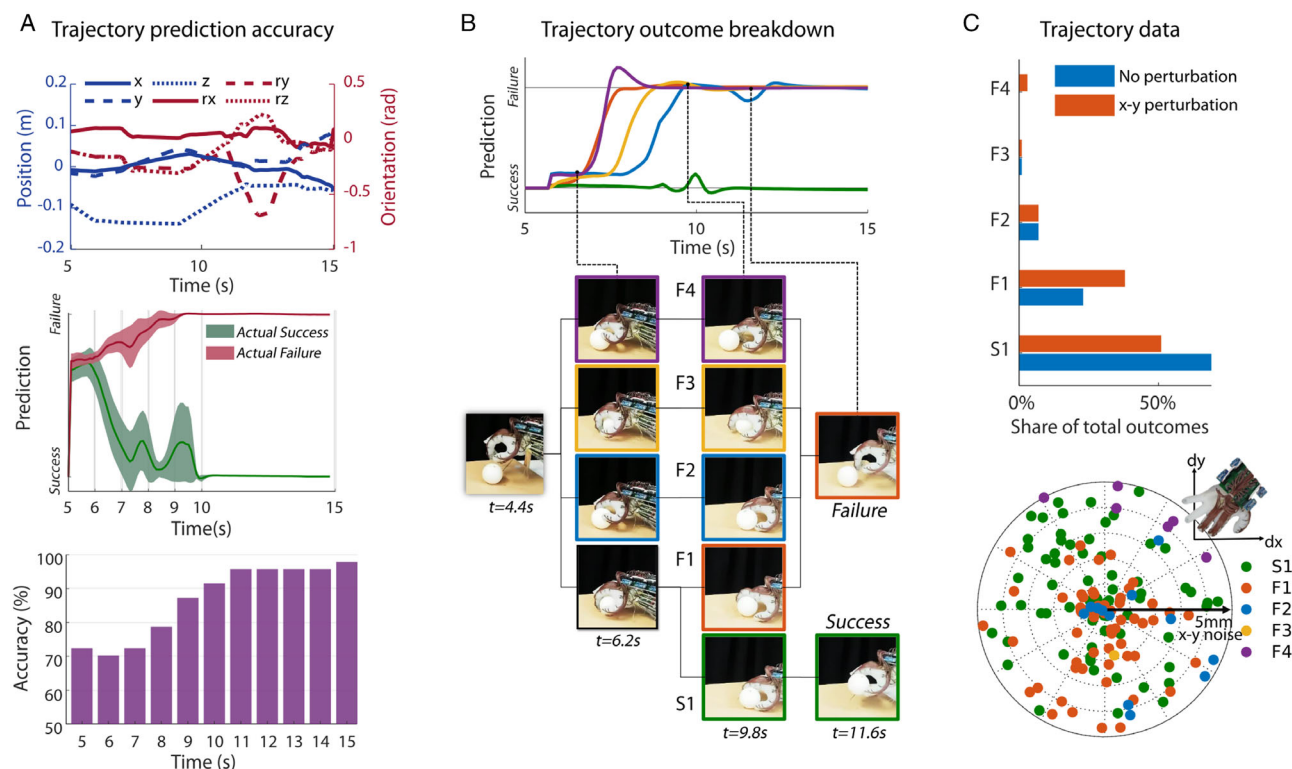 A Trajectory prediction accuracy
x z ry
y rx rz
0.2
0.1
0
-0.1
-0.2
Position (m)
0.5
0
-0.5
-1
Orientation (rad)
5 10 15
Time (s)
Failure
Success
Prediction
Actual Success
Actual Failure
5 6 7 8 9 10 15
Time(s)
100
90
80
70
60
50
Accuracy (%)
5 6 7 8 9 10 11 12 13 14 15
Time (s)
B Trajectory outcome breakdown
Failure
Success
Prediction
5 10 15
Time (s)
F4
F3
F2
F1
S1
t=4.4s
t=6.2s
t=9.8s
t=11.6s
Failure
Success
C Trajectory data
No perturbation
x-y perturbation
F4
F3
F2
F1
S1
0% 50%
Share of total outcomes
dy
dx
5mm
x-y noise
S1
F1
F2
F3
F4